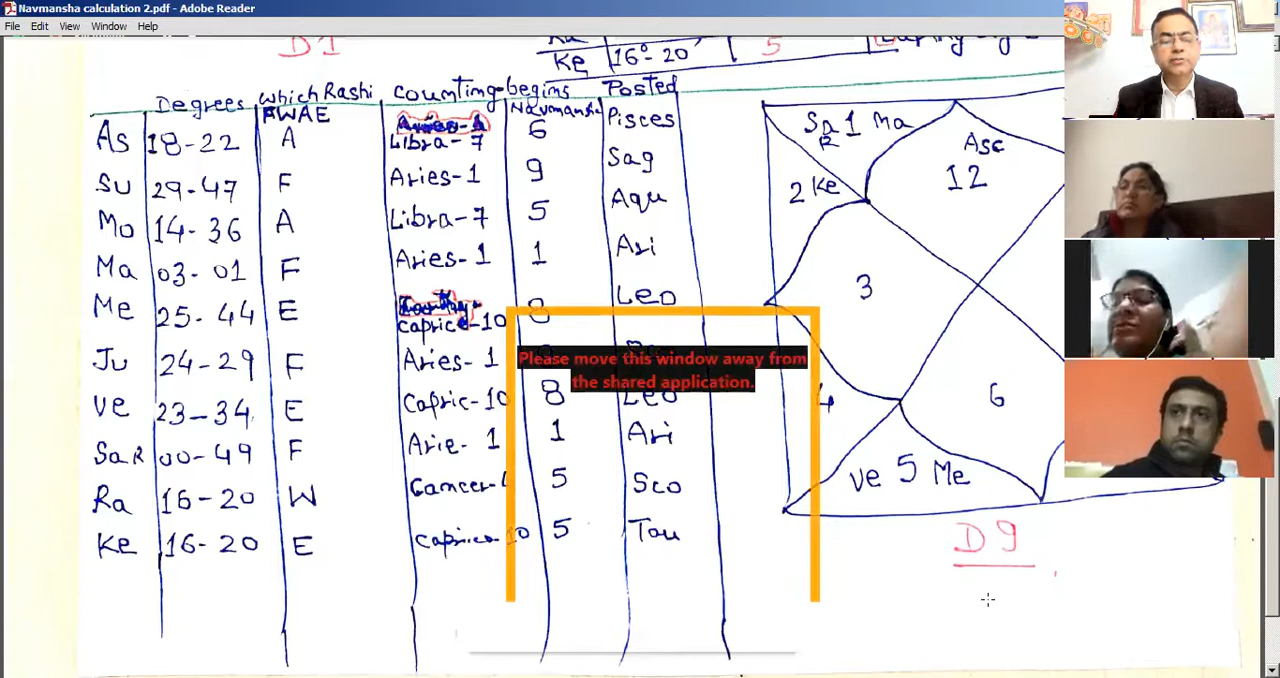 Navmansha calculation 2.pdf - Adobe Reader
File Edit View Window Help
D1
Ke 16°-20' 5
Degrees which Rashi counting begins Posted
FWAE Navmansha
As 18-22 A Libra-7 6 Pisces
Su 29-47 F Aries-1 9 Sag
Mo 14-36 A Libra-7 5 Aqu
Ma 03-01 F Aries-1 1 Ari
Me 25-44 E Capric-10 8 Leo
Ju 24-29 F Aries-1
Ve 23-34 E Capric-10 8 Leo
SaR 00-49 F Arie-1 1 Ari
Ra 16-20 W Cancer-4 5 Sco
Ke 16-20 E Capric-10 5 Tau
Please move this window away from
the shared application.
Sa 1 Ma
R
Asc
12
2 Ke
3
4
6
Ve 5 Me
D9